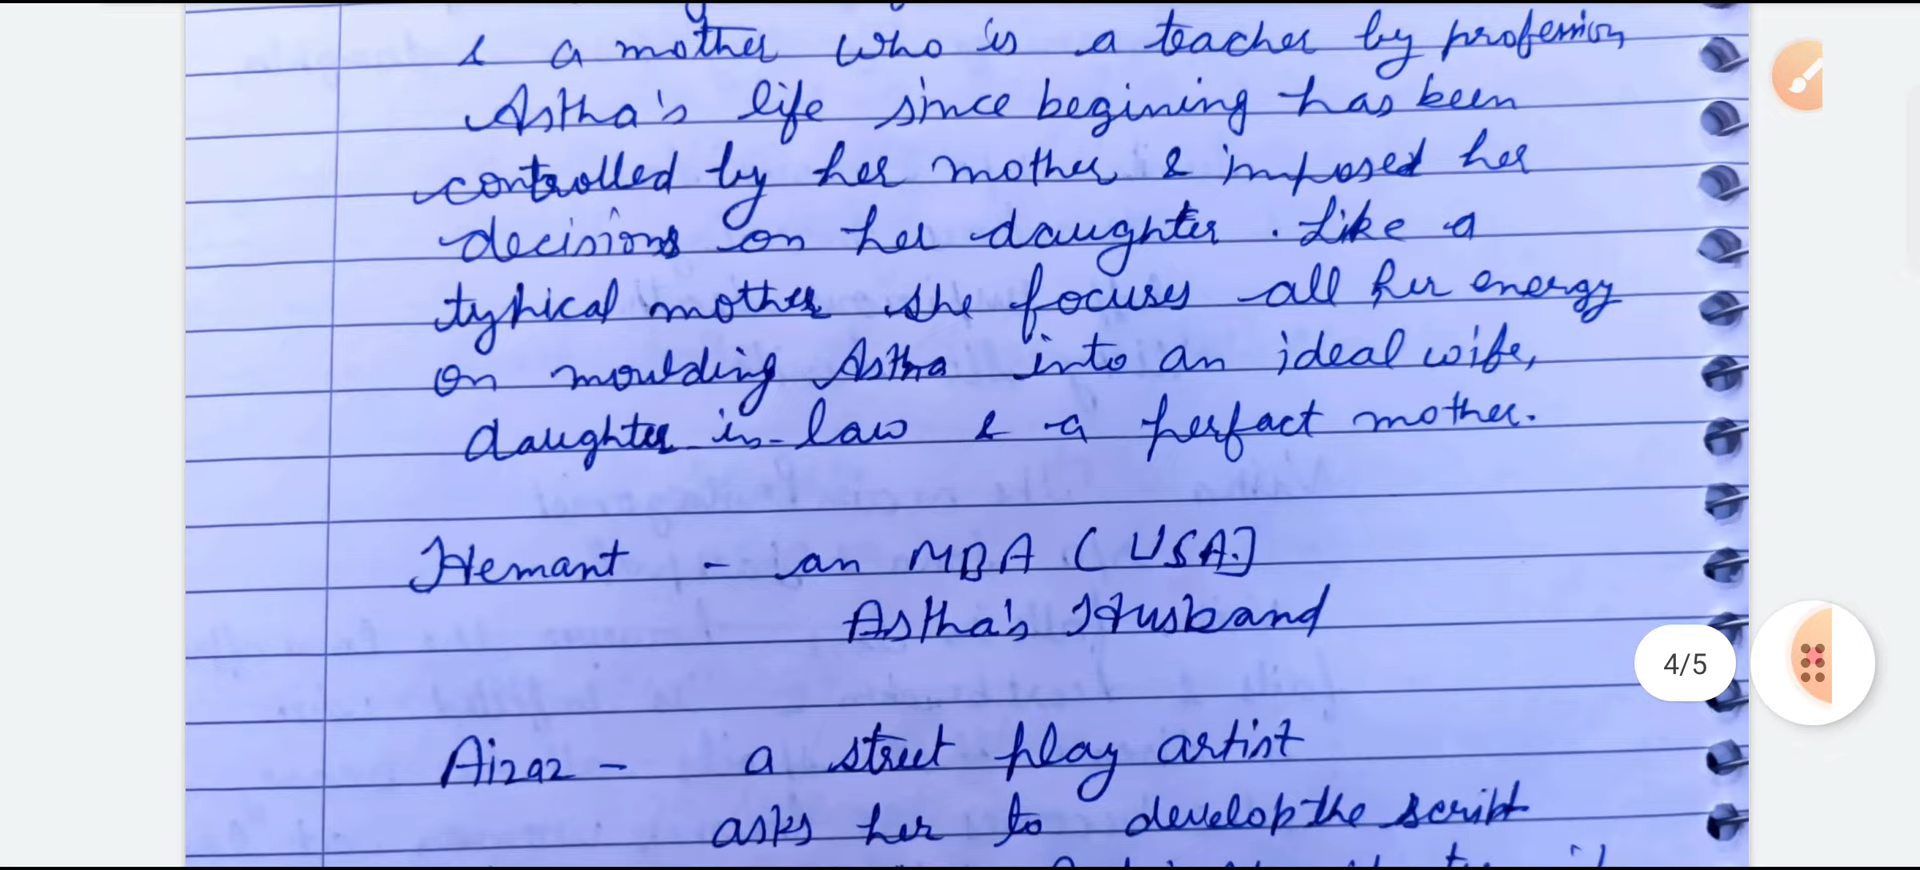 & a mother who is a teacher by profession
Astha's life since begining has been
controlled by her mother & imposed her
decisions on her daughter. Like a
typical mother she focuses all her energy
on moulding Astha into an ideal wife,
daughter in-law & a perfact mother.
Hemant - an MBA (USA.]
Astha's Husband
4/5
Aizaz - a street play artist
asks her to develop the script